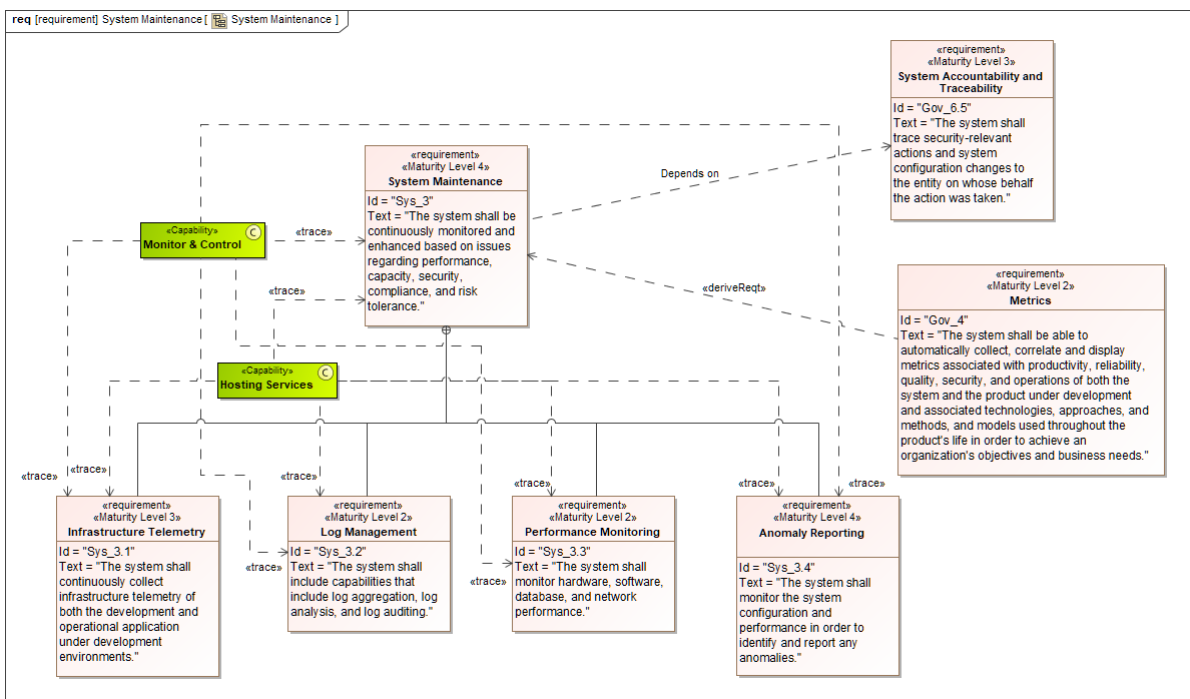 req [requirement] System Maintenance [ System Maintenance ]
«requirement»
«Maturity Level 3»
System Accountability and
Traceability
Id = "Gov_6.5"
Text = "The system shall
trace security-relevant
actions and system
configuration changes to
the entity on whose behalf
the action was taken."
«requirement»
«Maturity Level 4»
System Maintenance
Id = "Sys_3"
Text = "The system shall be
continuously monitored and
enhanced based on issues
regarding performance,
capacity, security,
compliance, and risk
tolerance."
Depends on
«Capability»
C
Monitor & Control
«trace»
«trace»
«deriveReqt»
«requirement»
«Maturity Level 2»
Metrics
Id = "Gov_4"
Text = "The system shall be able to
automatically collect, correlate and display
metrics associated with productivity, reliability,
quality, security, and operations of both the
system and the product under development
and associated technologies, approaches, and
methods, and models used throughout the
product's life in order to achieve an
organization's objectives and business needs."
«Capability»
C
Hosting Services
«trace»
«trace»
«trace»
«trace»
«trace»
«trace»
«requirement»
«Maturity Level 3»
Infrastructure Telemetry
Id = "Sys_3.1"
Text = "The system shall
continuously collect
infrastructure telemetry of
both the development and
operational application
under development
environments."
«trace»
«requirement»
«Maturity Level 2»
Log Management
Id = "Sys_3.2"
Text = "The system shall
include capabilities that
include log aggregation, log
analysis, and log auditing."
«trace»
«requirement»
«Maturity Level 2»
Performance Monitoring
Id = "Sys_3.3"
Text = "The system shall
monitor hardware, software,
database, and network
performance."
«requirement»
«Maturity Level 4»
Anomaly Reporting
Id = "Sys_3.4"
Text = "The system shall
monitor the system
configuration and
performance in order to
identify and report any
anomalies."